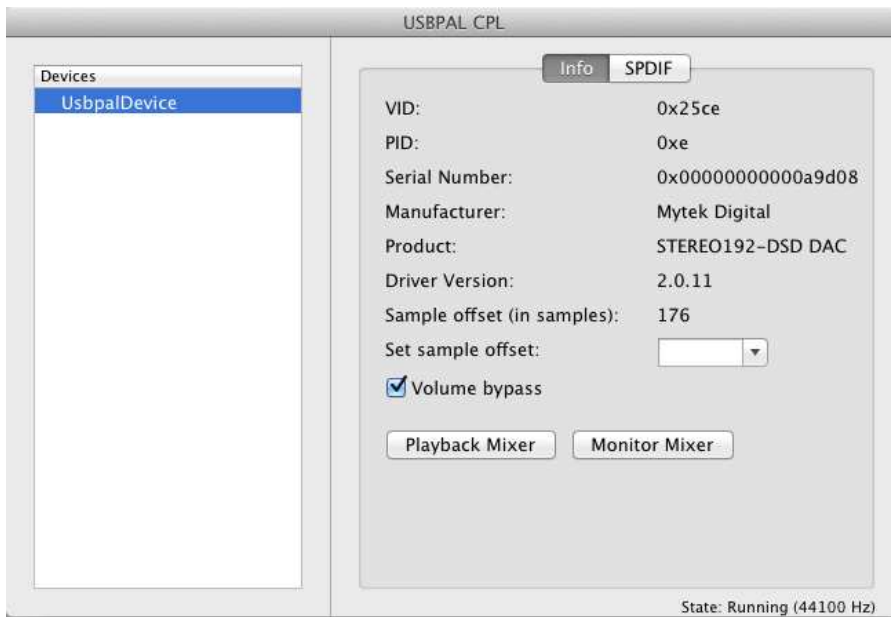 USBPAL CPL
Devices
UsbpalDevice
Info SPDIF
VID: 0x25ce
PID: 0xe
Serial Number: 0x00000000000a9d08
Manufacturer: Mytek Digital
Product: STEREO192-DSD DAC
Driver Version: 2.0.11
Sample offset (in samples): 176
Set sample offset:
Volume bypass
Playback Mixer Monitor Mixer
State: Running (44100 Hz)